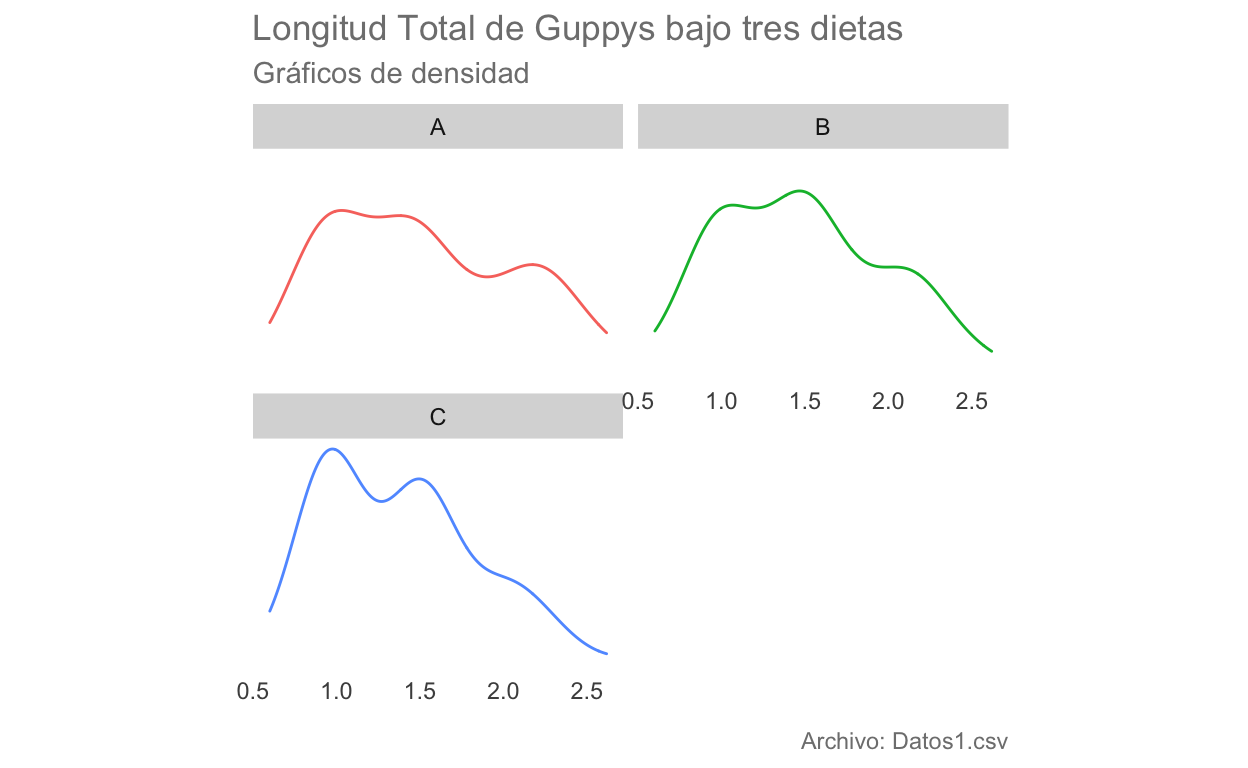 Longitud Total de Guppys bajo tres dietas
Gráficos de densidad
A
B
0.5 1.0 1.5 2.0 2.5
C
0.5 1.0 1.5 2.0 2.5
Archivo: Datos1.csv